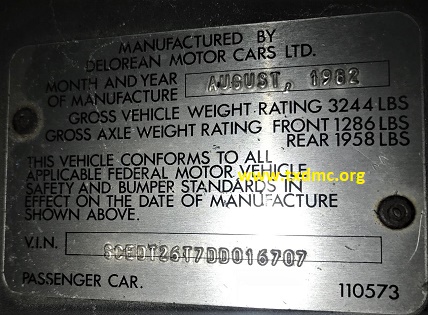 MANUFACTURED BY
DELOREAN MOTOR CARS LTD.
MONTH AND YEAR
OF MANUFACTURE AUGUST, 1982
GROSS VEHICLE WEIGHT RATING 3244 LBS
GROSS AXLE WEIGHT RATING FRONT 1286 LBS
REAR 1958 LBS
THIS VEHICLE CONFORMS TO ALL
APPLICABLE FEDERAL MOTOR VEHICLE
www.txdmc.org
SAFETY AND BUMPER STANDARDS IN
EFFECT ON THE DATE OF MANUFACTURE
SHOWN ABOVE.
V.I.N. SCEDT26T7DD016707
PASSENGER CAR. 110573